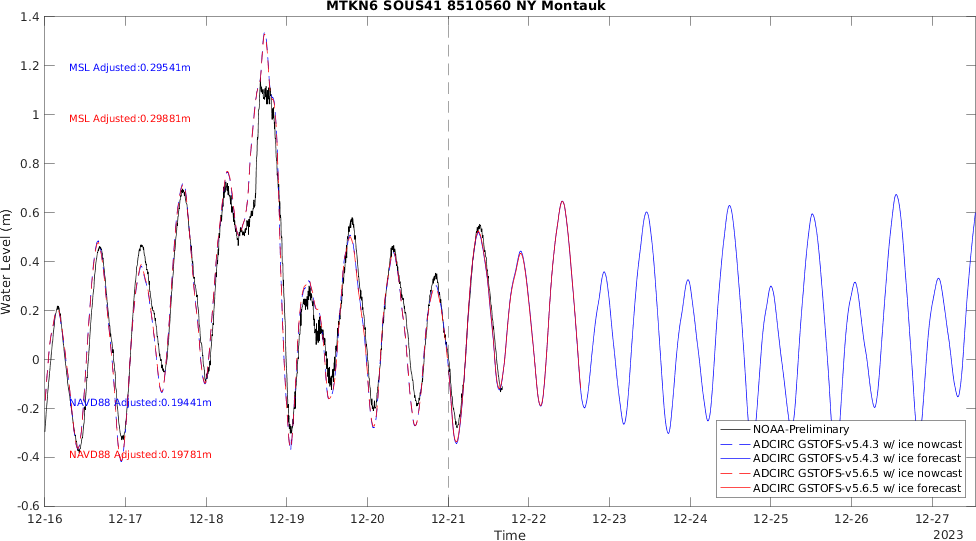 MTKN6 SOUS41 8510560 NY Montauk
1.4
1.2
1
0.8
0.6
0.4
0.2
0
-0.2
-0.4
-0.6
Water Level (m)
MSL Adjusted:0.29541m
MSL Adjusted:0.29881m
NAVD88 Adjusted:0.19441m
NAVD88 Adjusted:0.19781m
NOAA-Preliminary
ADCIRC GSTOFS-v5.4.3 w/ ice nowcast
ADCIRC GSTOFS-v5.4.3 w/ ice forecast
ADCIRC GSTOFS-v5.6.5 w/ ice nowcast
ADCIRC GSTOFS-v5.6.5 w/ ice forecast
12-16 12-17 12-18 12-19 12-20 12-21 12-22 12-23 12-24 12-25 12-26 12-27
Time
2023